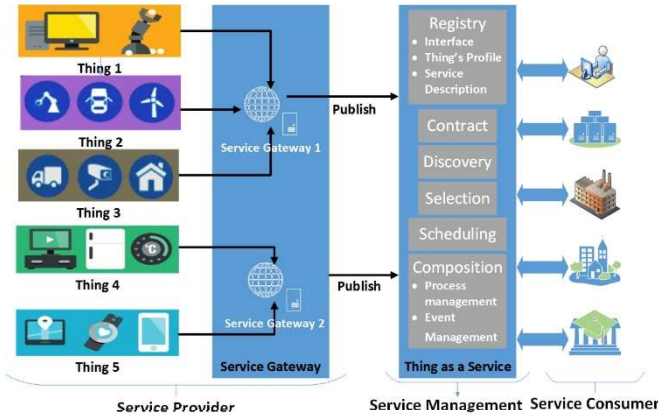 Thing 1
Thing 2
Thing 3
Thing 4
°C
Thing 5
Service Gateway 1
Service Gateway 2
Service Gateway
Publish
Publish
Registry
• Interface
• Thing's Profile
• Service
Description
Contract
Discovery
Selection
Scheduling
Composition
• Process
management
• Event
Management
Thing as a Service
Service Provider
Service Management
Service Consumer